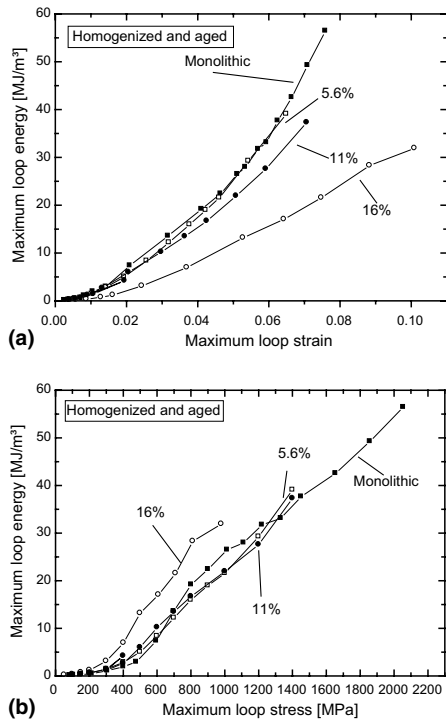 60
Homogenized and aged
Monolithic
50
5.6%
40
11%
30
16%
20
10
0
0.00 0.02 0.04 0.06 0.08 0.10
Maximum loop energy [MJ/m³]
Maximum loop strain
(a)
60
Homogenized and aged
50
5.6%
Monolithic
40
16%
30
20
11%
10
0
0 200 400 600 800 1000 1200 1400 1600 1800 2000 2200
Maximum loop energy [MJ/m³]
Maximum loop stress [MPa]
(b)